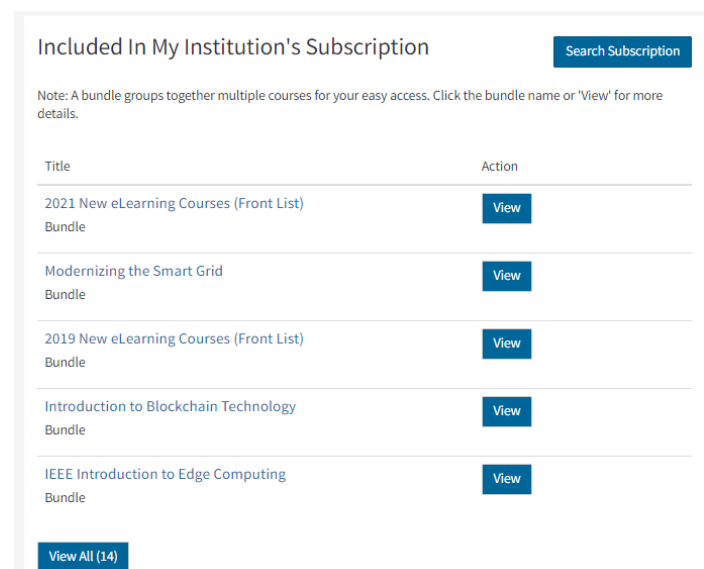 Included In My Institution's Subscription
Search Subscription
Note: A bundle groups together multiple courses for your easy access. Click the bundle name or 'View' for more
details.
Title
Action
2021 New eLearning Courses (Front List)
View
Bundle
Modernizing the Smart Grid
View
Bundle
2019 New eLearning Courses (Front List)
View
Bundle
Introduction to Blockchain Technology
View
Bundle
IEEE Introduction to Edge Computing
View
Bundle
View All (14)